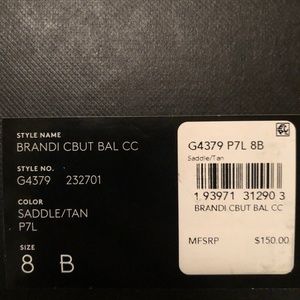 STYLE NAME
BRANDI CBUT BAL CC
STYLE NO.
G4379 232701
COLOR
SADDLE/TAN
P7L
SIZE
8 B
G4379 P7L 8B
Saddle/Tan
1 93971 31290 3
BRANDI CBUT BAL CC
MFSRP $150.00